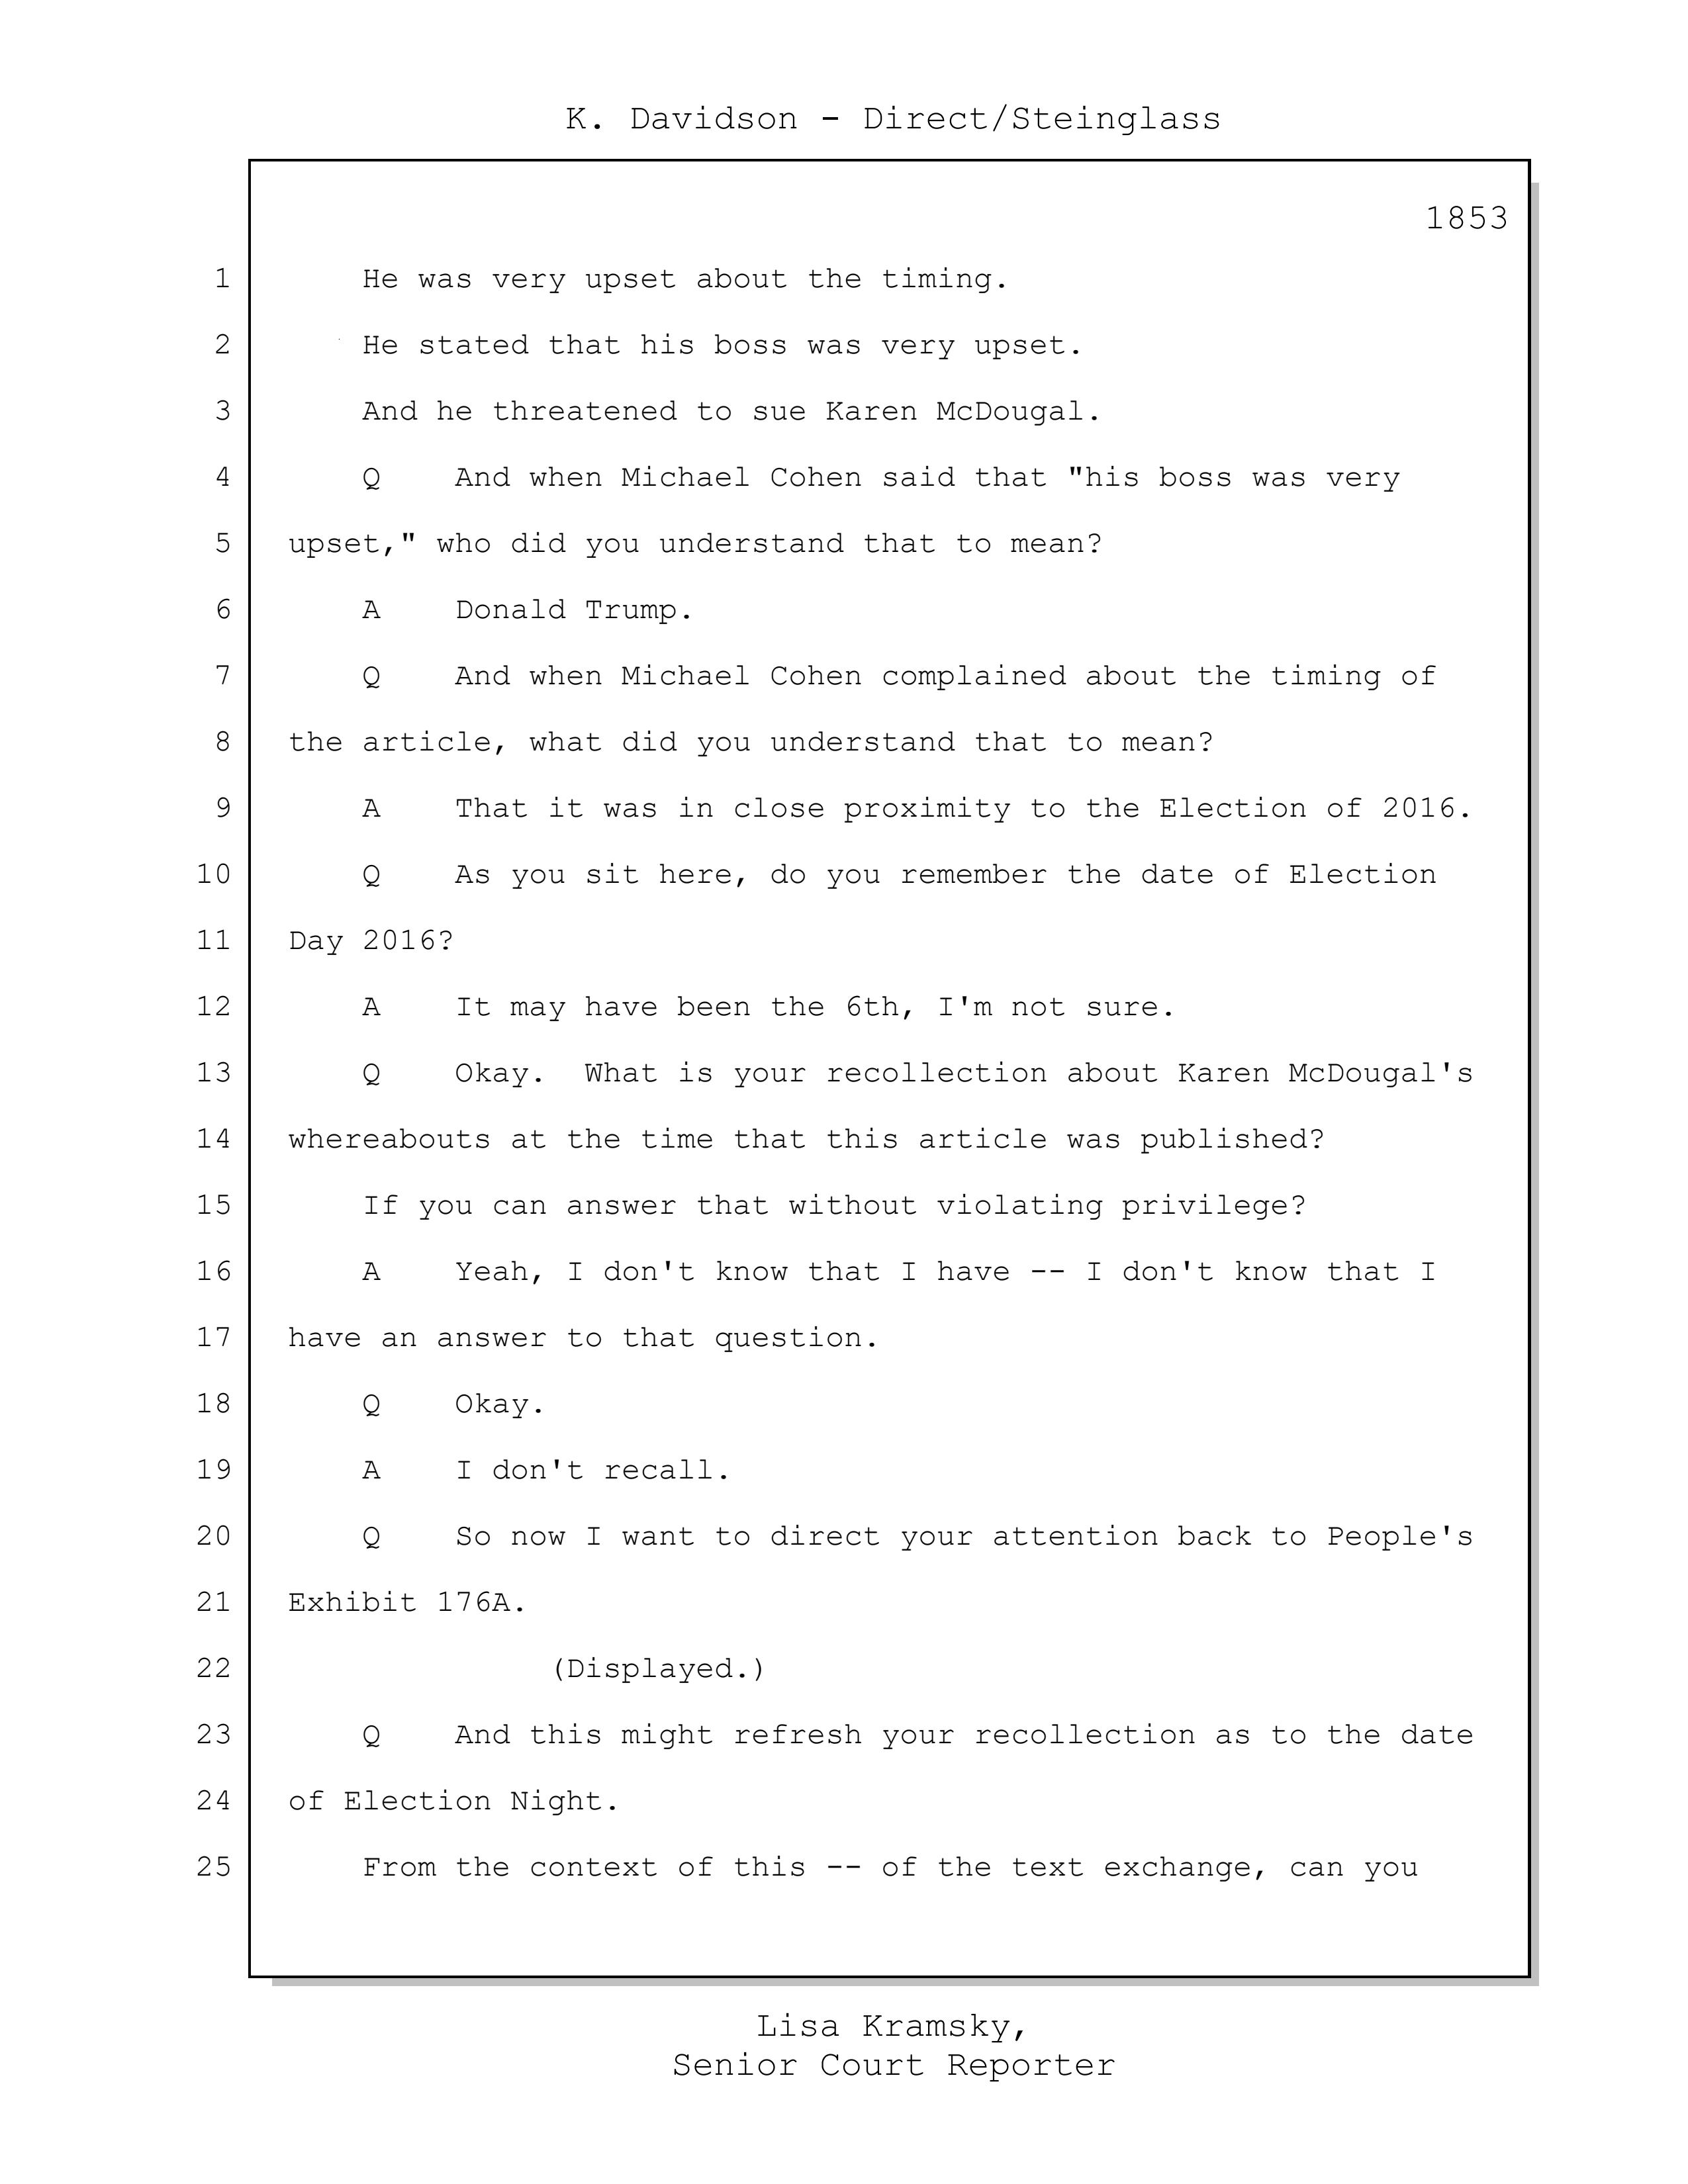 K. Davidson - Direct/Steinglass
1853
1 He was very upset about the timing.
2 He stated that his boss was very upset.
3 And he threatened to sue Karen McDougal.
4 Q And when Michael Cohen said that "his boss was very
5 upset," who did you understand that to mean?
6 A Donald Trump.
7 Q And when Michael Cohen complained about the timing of
8 the article, what did you understand that to mean?
9 A That it was in close proximity to the Election of 2016.
10 Q As you sit here, do you remember the date of Election
11 Day 2016?
12 A It may have been the 6th, I'm not sure.
13 Q Okay. What is your recollection about Karen McDougal's
14 whereabouts at the time that this article was published?
15 If you can answer that without violating privilege?
16 A Yeah, I don't know that I have -- I don't know that I
17 have an answer to that question.
18 Q Okay.
19 A I don't recall.
20 Q So now I want to direct your attention back to People's
21 Exhibit 176A.
22 (Displayed.)
23 Q And this might refresh your recollection as to the date
24 of Election Night.
25 From the context of this -- of the text exchange, can you
Lisa Kramsky,
Senior Court Reporter